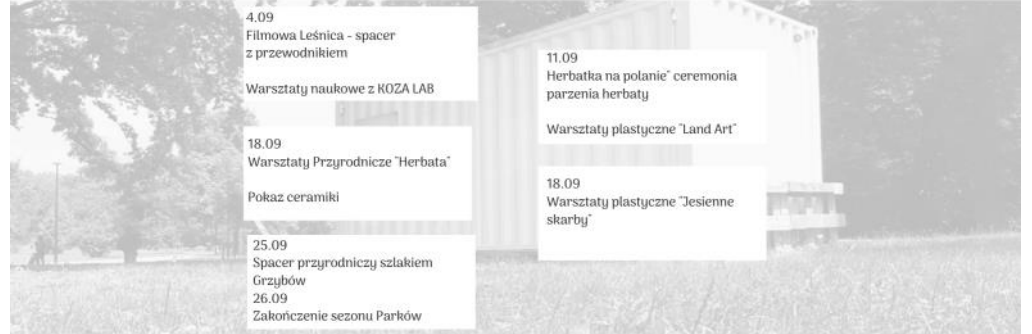 4.09
Filmowa Leśnica - spacer
z przewodnikiem
Warsztaty naukowe z KOZA LAB
11.09
Herbatka na polanie" ceremonia
parzenia herbaty
Warsztaty plastyczne "Land Art"
18.09
Warsztaty Przyrodnicze "Herbata"
Pokaz ceramiki
18.09
Warsztaty plastyczne "Jesienne
skarby"
25.09
Spacer przyrodniczy szlakiem
Grzybów
26.09
Zakończenie sezonu Parków